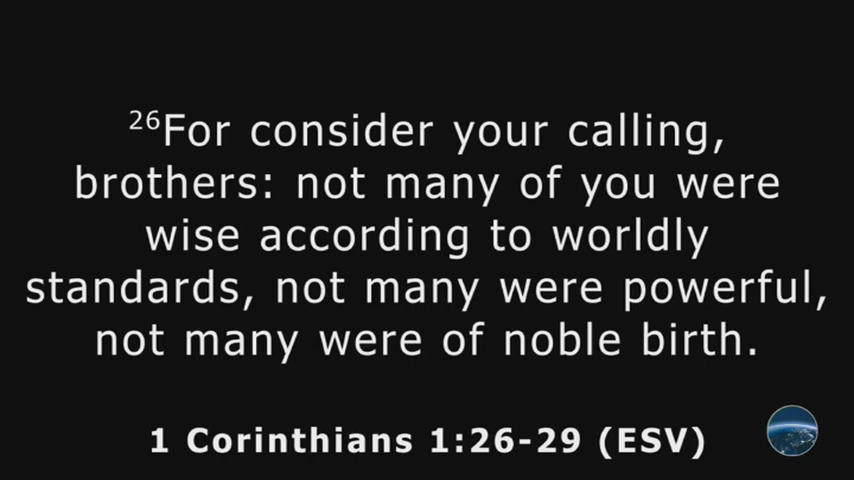 ²⁶For consider your calling,
brothers: not many of you were
wise according to worldly
standards, not many were powerful,
not many were of noble birth.
1 Corinthians 1:26-29 (ESV)